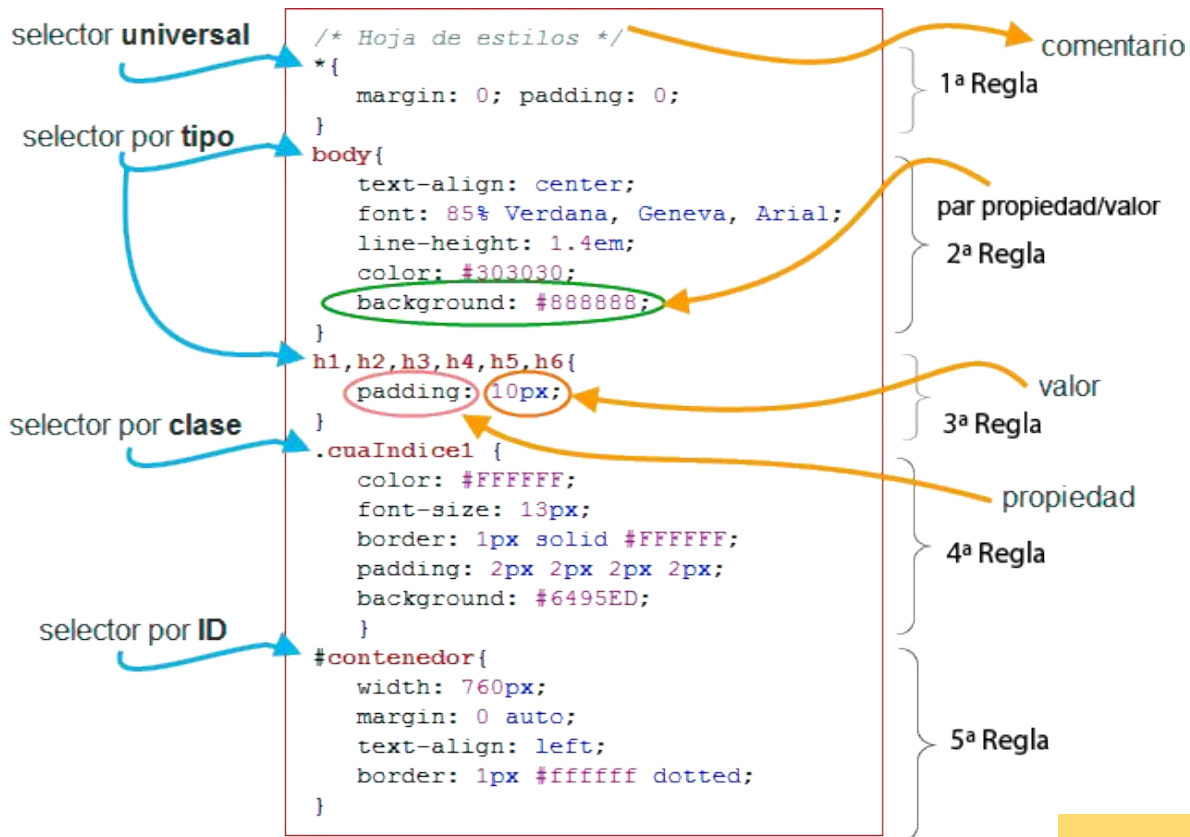 selector universal
/* Hoja de estilos */
comentario
*{
1ª Regla
margin: 0; padding: 0;
}
selector por tipo
body{
text-align: center;
par propiedad/valor
font: 85% Verdana, Geneva, Arial;
line-height: 1.4em;
2ª Regla
color: #303030;
background: #888888;
}
h1,h2,h3,h4,h5,h6{
padding: 10px;
valor
}
3ª Regla
selector por clase
.cuaIndice1 {
color: #FFFFFF;
propiedad
font-size: 13px;
border: 1px solid #FFFFFF;
4ª Regla
padding: 2px 2px 2px 2px;
background: #6495ED;
}
selector por ID
#contenedor{
width: 760px;
margin: 0 auto;
5ª Regla
text-align: left;
border: 1px #ffffff dotted;
}